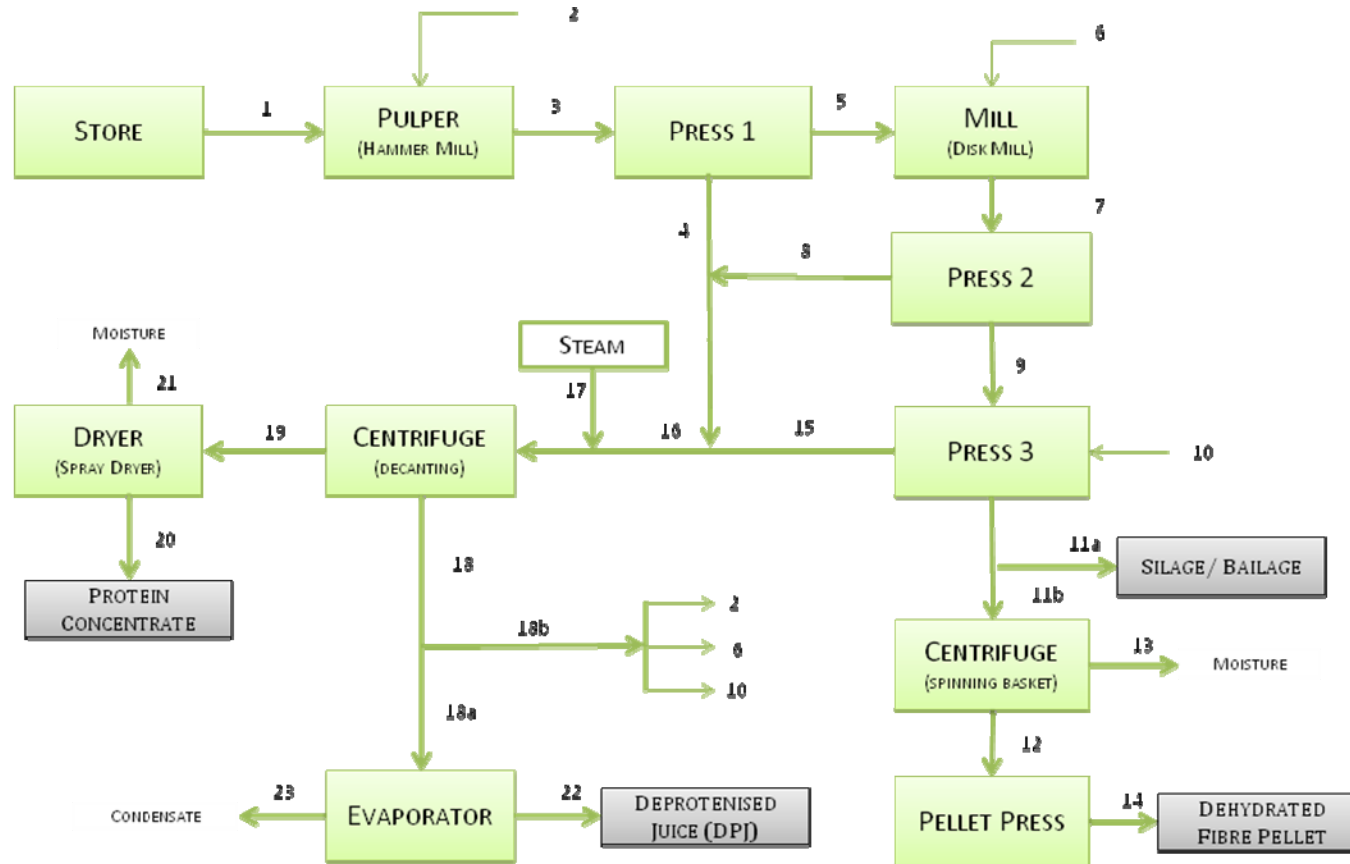 2
6
1
3
5
STORE
PULPER
(HAMMER MILL)
PRESS 1
MILL
(DISK MILL)
7
4
8
PRESS 2
MOISTURE
STEAM
9
21
17
DRYER
(SPRAY DRYER)
19
CENTRIFUGE
(DECANTING)
16
15
PRESS 3
10
20
11a
SILAGE / BAILAGE
18
11b
PROTEIN
CONCENTRATE
2
18b
6
10
CENTRIFUGE
(SPINNING BASKET)
13
MOISTURE
18a
12
CONDENSATE
23
EVAPORATOR
22
DEPROTENISED
JUICE (DPJ)
PELLET PRESS
14
DEHYDRATED
FIBRE PELLET